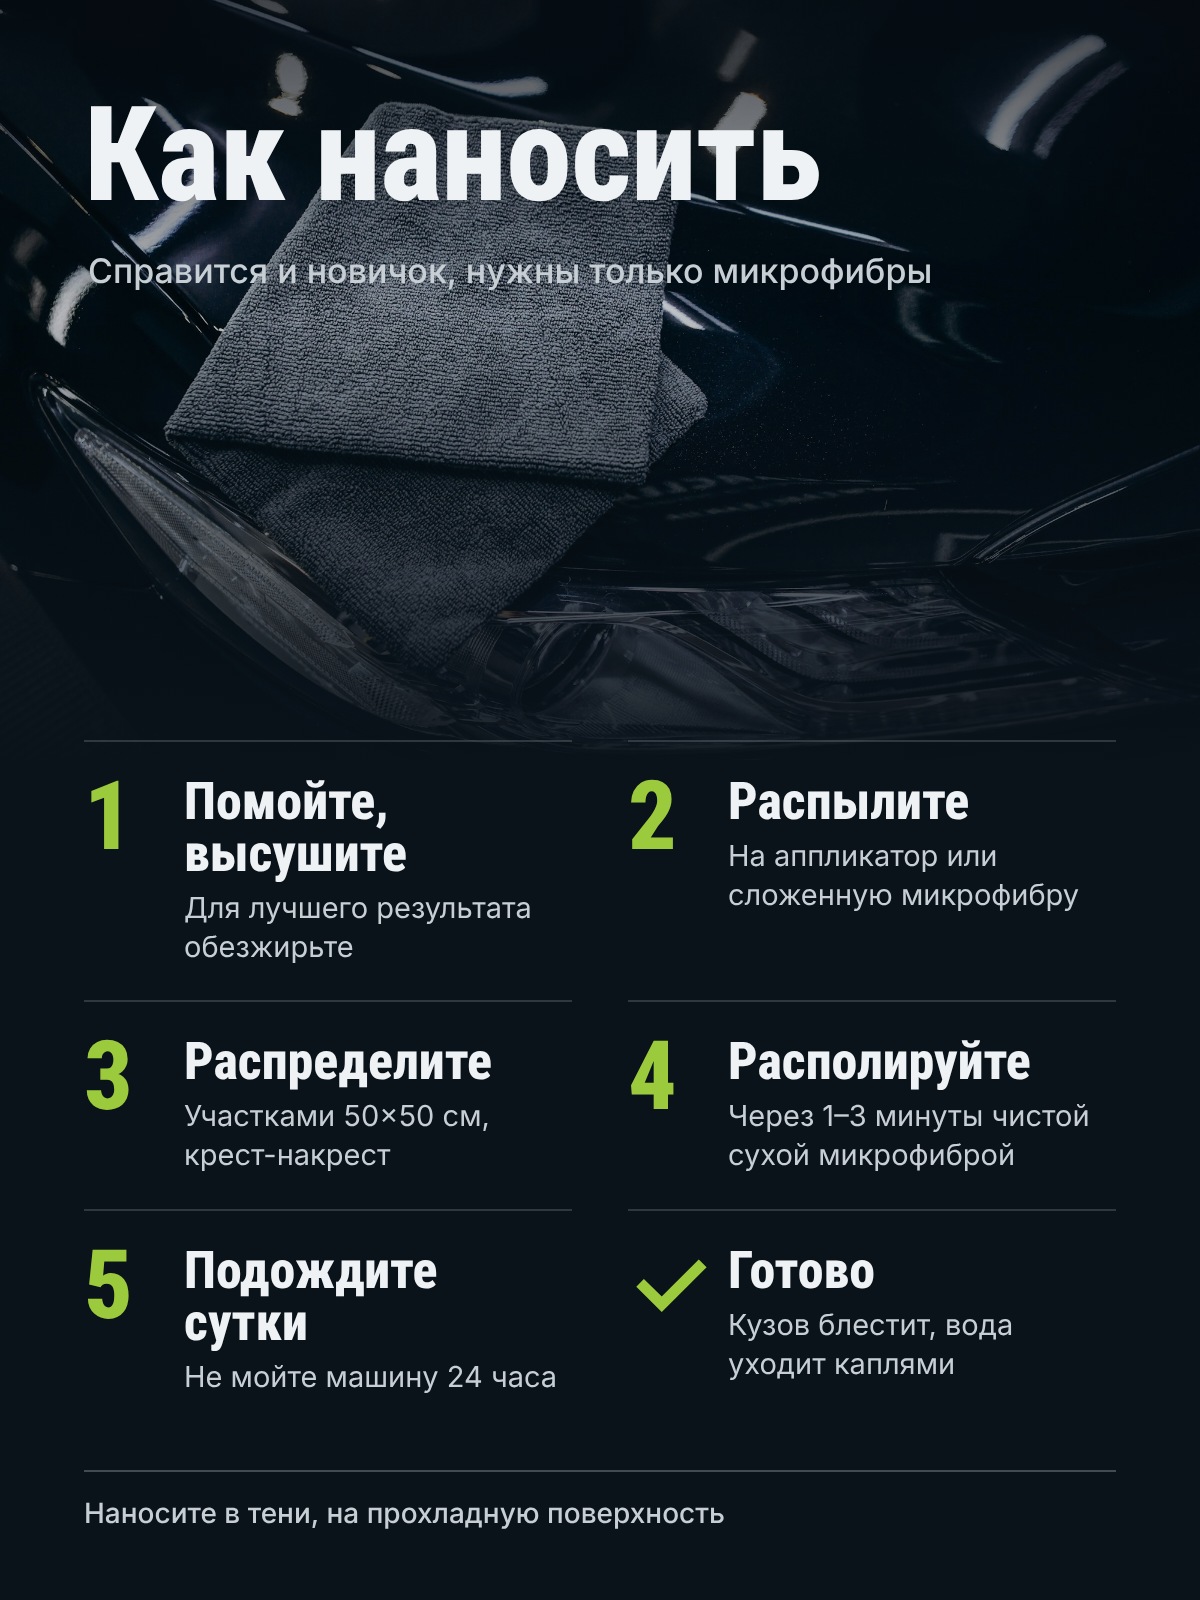 Как наносить
Справится и новичок, нужны только микрофибры
1
Помойте,
высушите
Для лучшего результата
обезжирьте
2
Распылите
На аппликатор или
сложенную микрофибру
3
Распределите
Участками 50×50 см,
крест-накрест
4
Располируйте
Через 1–3 минуты чистой
сухой микрофиброй
5
Подождите
сутки
Не мойте машину 24 часа
Готово
Кузов блестит, вода
уходит каплями
Наносите в тени, на прохладную поверхность